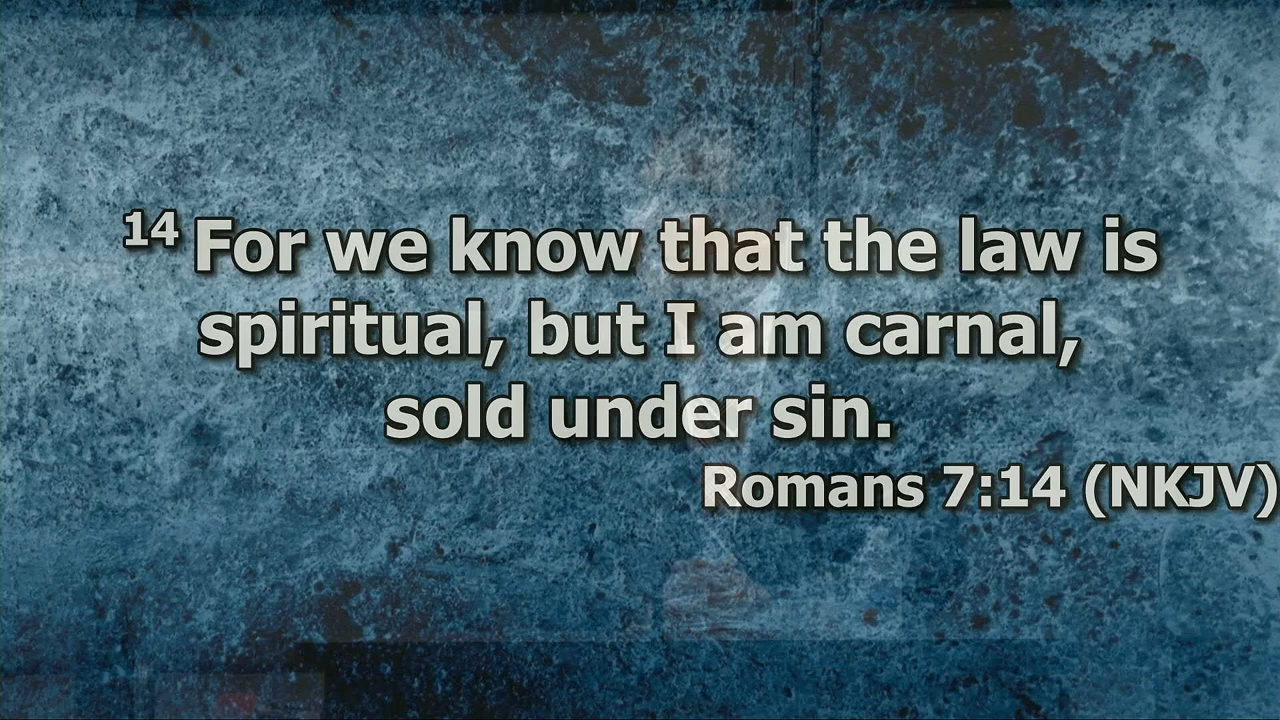 14 For we know that the law is
spiritual, but I am carnal,
sold under sin.
Romans 7:14 (NKJV)